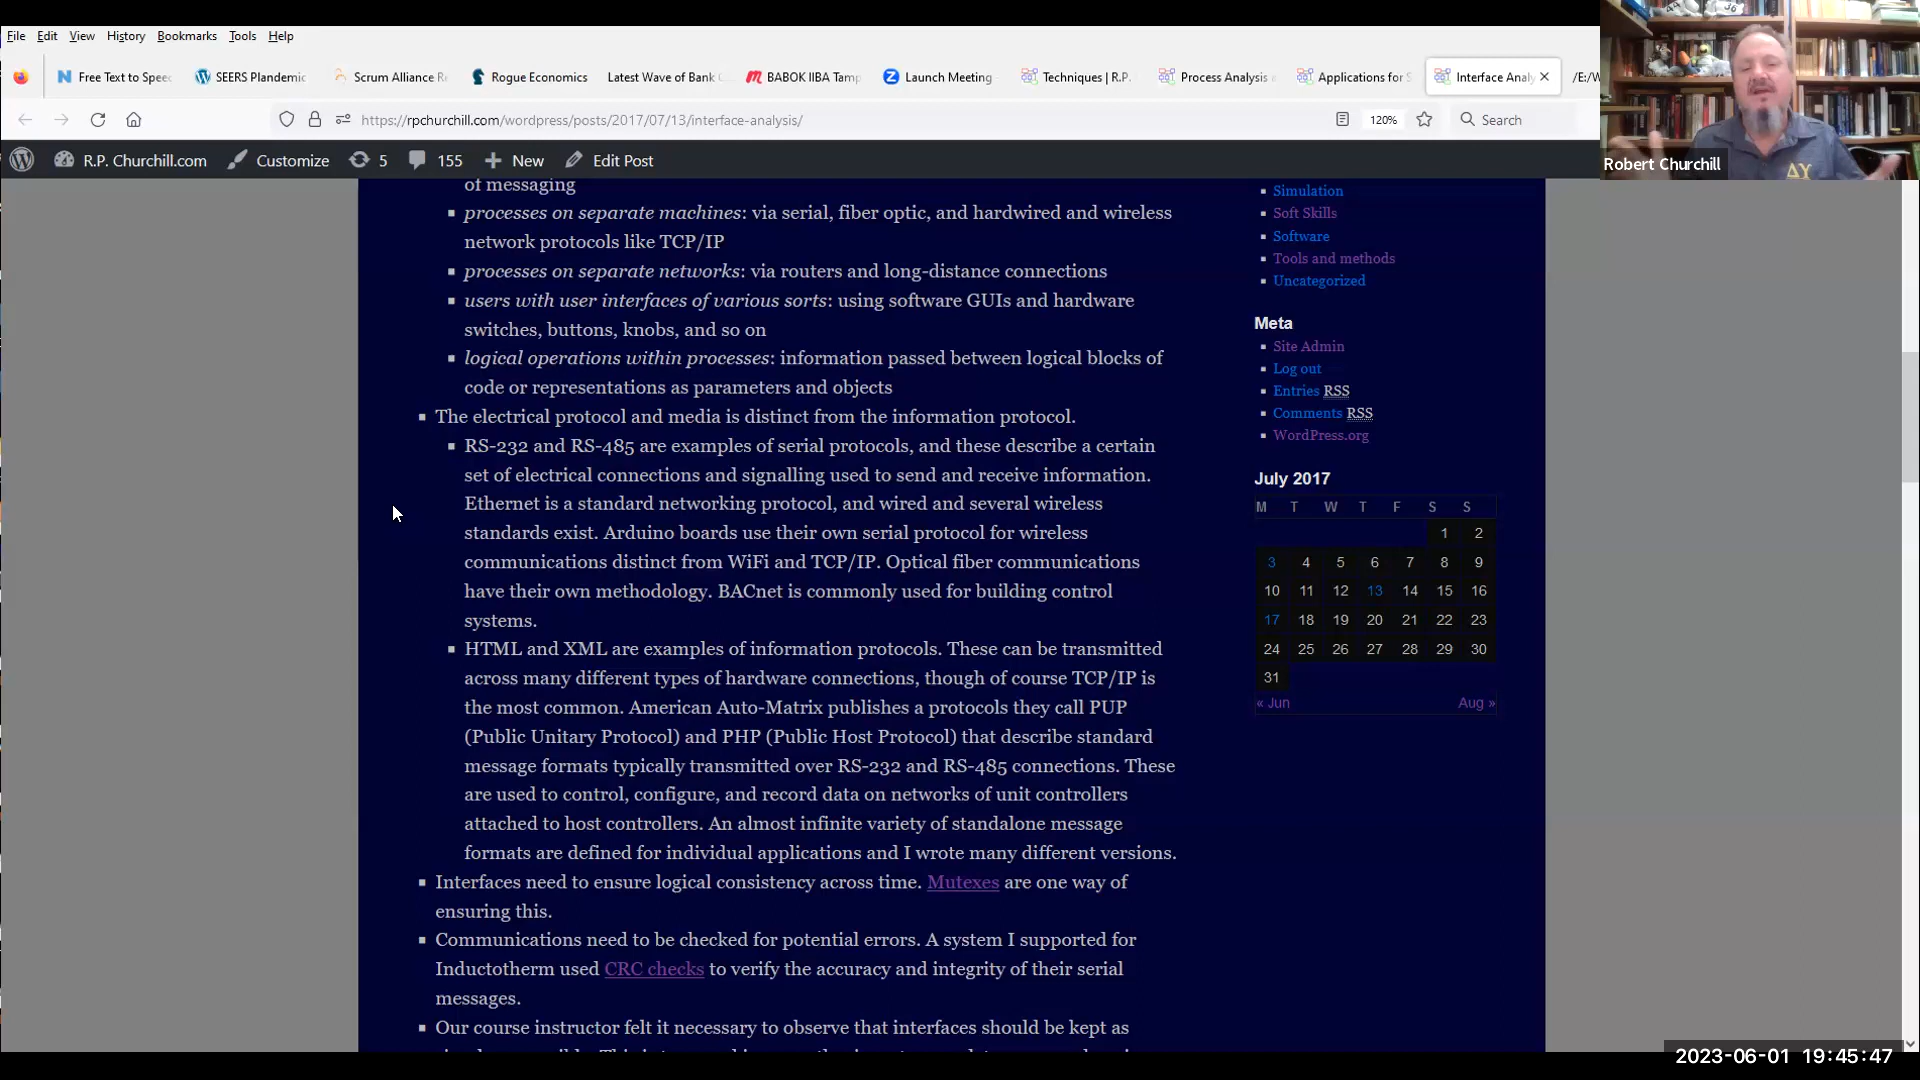 File Edit View History Bookmarks Tools Help
Free Text to Speec
SEERS Plandemic
Scrum Alliance Re
Rogue Economics
Latest Wave of Bank C
BABOK IIBA Tamp
Launch Meeting
Techniques | R.P.
Process Analysis
Applications for S
Interface Analy
/E:/W
https://rpchurchill.com/wordpress/posts/2017/07/13/interface-analysis/
120%
Search
R.P. Churchill.com Customize 5 155 New Edit Post
Robert Churchill
ΔΥ
of messaging
processes on separate machines: via serial, fiber optic, and hardwired and wireless
network protocols like TCP/IP
processes on separate networks: via routers and long-distance connections
users with user interfaces of various sorts: using software GUIs and hardware
switches, buttons, knobs, and so on
logical operations within processes: information passed between logical blocks of
code or representations as parameters and objects
The electrical protocol and media is distinct from the information protocol.
RS-232 and RS-485 are examples of serial protocols, and these describe a certain
set of electrical connections and signalling used to send and receive information.
Ethernet is a standard networking protocol, and wired and several wireless
standards exist. Arduino boards use their own serial protocol for wireless
communications distinct from WiFi and TCP/IP. Optical fiber communications
have their own methodology. BACnet is commonly used for building control
systems.
HTML and XML are examples of information protocols. These can be transmitted
across many different types of hardware connections, though of course TCP/IP is
the most common. American Auto-Matrix publishes a protocols they call PUP
(Public Unitary Protocol) and PHP (Public Host Protocol) that describe standard
message formats typically transmitted over RS-232 and RS-485 connections. These
are used to control, configure, and record data on networks of unit controllers
attached to host controllers. An almost infinite variety of standalone message
formats are defined for individual applications and I wrote many different versions.
Interfaces need to ensure logical consistency across time. Mutexes are one way of
ensuring this.
Communications need to be checked for potential errors. A system I supported for
Inductotherm used CRC checks to verify the accuracy and integrity of their serial
messages.
Our course instructor felt it necessary to observe that interfaces should be kept as
Simulation
Soft Skills
Software
Tools and methods
Uncategorized
Meta
Site Admin
Log out
Entries RSS
Comments RSS
WordPress.org
July 2017
M T W T F S S
1 2
3 4 5 6 7 8 9
10 11 12 13 14 15 16
17 18 19 20 21 22 23
24 25 26 27 28 29 30
31
« Jun Aug »
2023-06-01 19:45:47